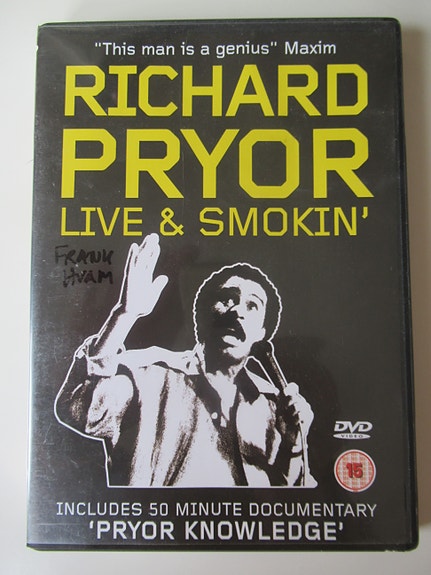 "This man is a genius" Maxim
RICHARD
PRYOR
LIVE & SMOKIN'
FRANK
HVAM
DVD
VIDEO
15
INCLUDES 50 MINUTE DOCUMENTARY
'PRYOR KNOWLEDGE'